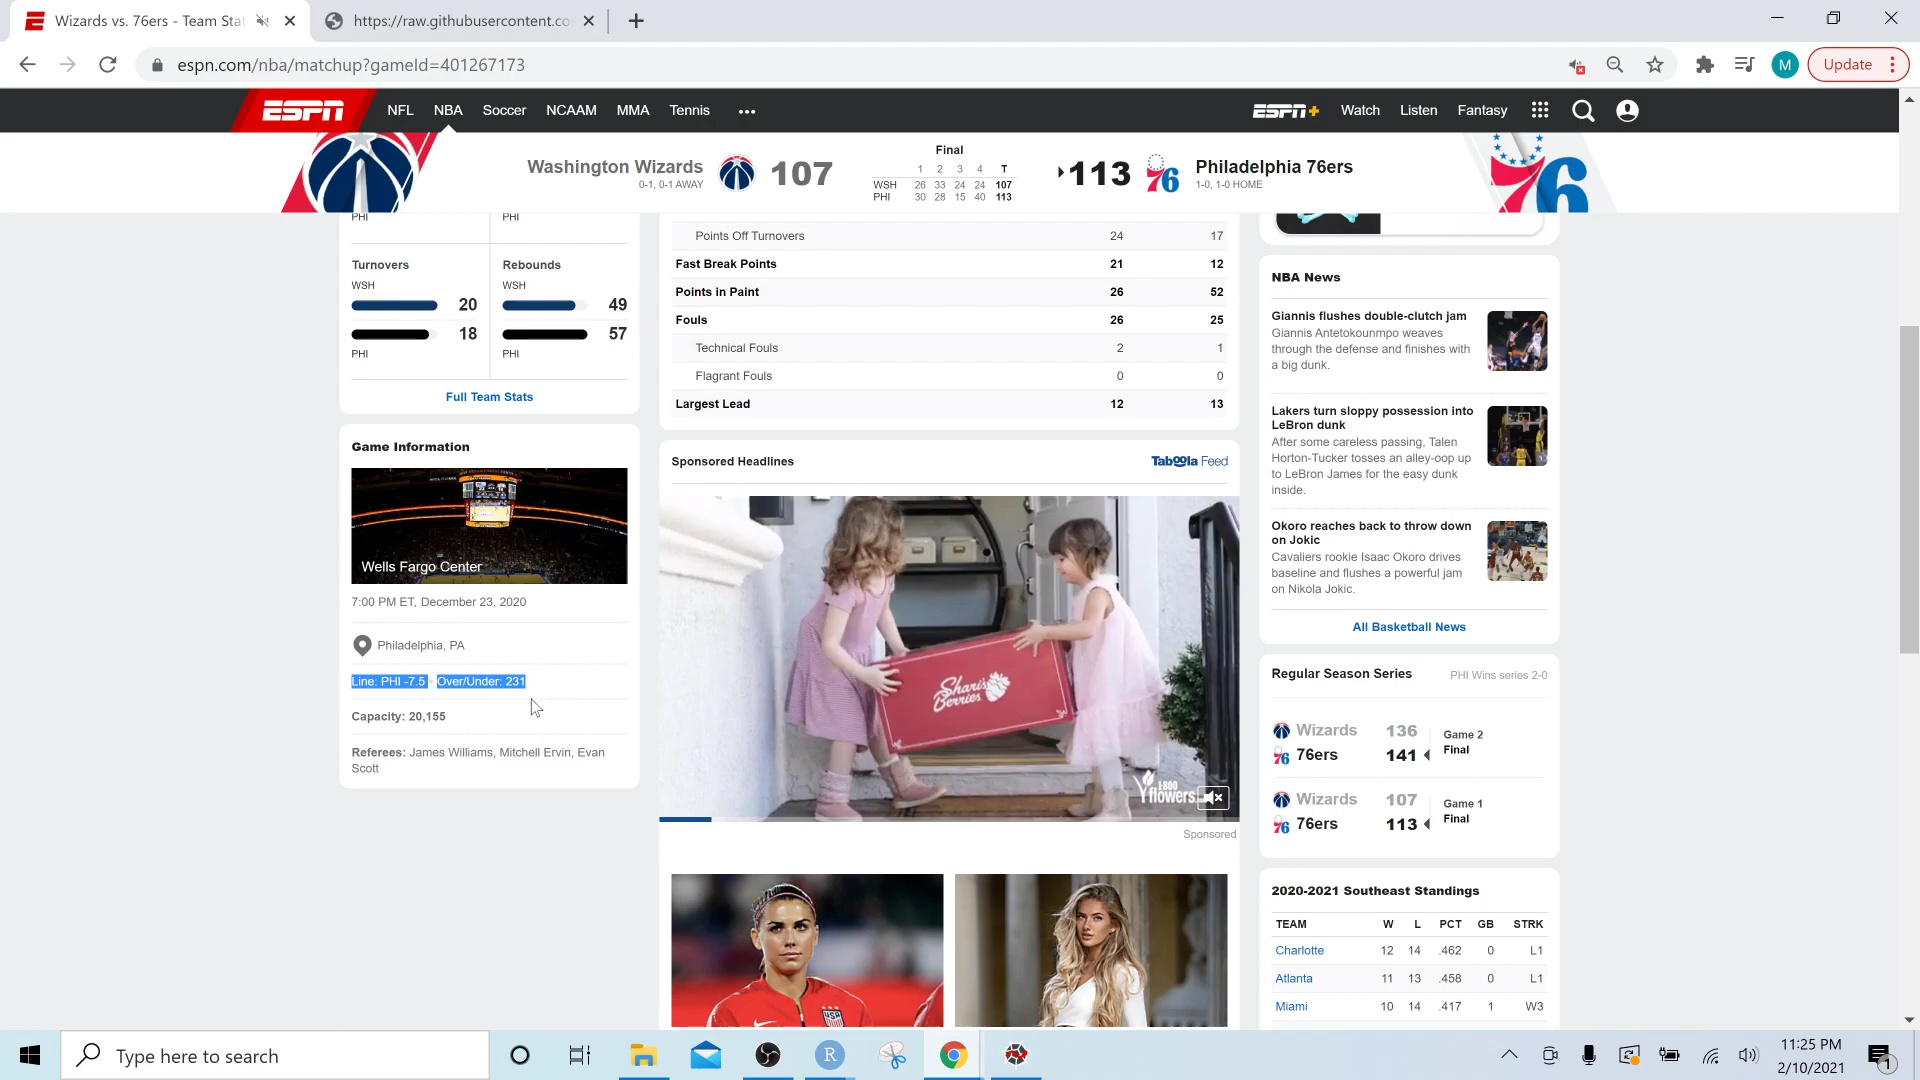 Wizards vs. 76ers - Team Stat
https://raw.githubusercontent.co
espn.com/nba/matchup?gameId=401267173
M
Update
ESPN
NFL
NBA
Soccer
NCAAM
MMA
Tennis
ESPN+
Watch
Listen
Fantasy
Washington Wizards
0-1, 0-1 AWAY
107
Final
1 2 3 4 T
WSH 26 33 24 24 107
PHI 30 28 15 40 113
113
76
Philadelphia 76ers
1-0, 1-0 HOME
76
PHI
PHI
Turnovers
WSH
20
18
PHI
Rebounds
WSH
49
57
PHI
Full Team Stats
Game Information
Wells Fargo Center
7:00 PM ET, December 23, 2020
Philadelphia, PA
Line: PHI -7.5 Over/Under: 231
Capacity: 20,155
Referees: James Williams, Mitchell Ervin, Evan
Scott
Points Off Turnovers 24 17
Fast Break Points 21 12
Points in Paint 26 52
Fouls 26 25
Technical Fouls 2 1
Flagrant Fouls 0 0
Largest Lead 12 13
Sponsored Headlines
Taboola Feed
Shari's
Berries
1-800
flowers
Sponsored
USA
NBA News
Giannis flushes double-clutch jam
Giannis Antetokounmpo weaves
through the defense and finishes with
a big dunk.
Lakers turn sloppy possession into
LeBron dunk
After some careless passing, Talen
Horton-Tucker tosses an alley-oop up
to LeBron James for the easy dunk
inside.
Okoro reaches back to throw down
on Jokic
Cavaliers rookie Isaac Okoro drives
baseline and flushes a powerful jam
on Nikola Jokic.
All Basketball News
Regular Season Series
PHI Wins series 2-0
Wizards 136
76ers 141
Game 2
Final
Wizards 107
76ers 113
Game 1
Final
2020-2021 Southeast Standings
TEAM W L PCT GB STRK
Charlotte 12 14 .462 0 L1
Atlanta 11 13 .458 0 L1
Miami 10 14 .417 1 W3
Type here to search
R
11:25 PM
2/10/2021
1